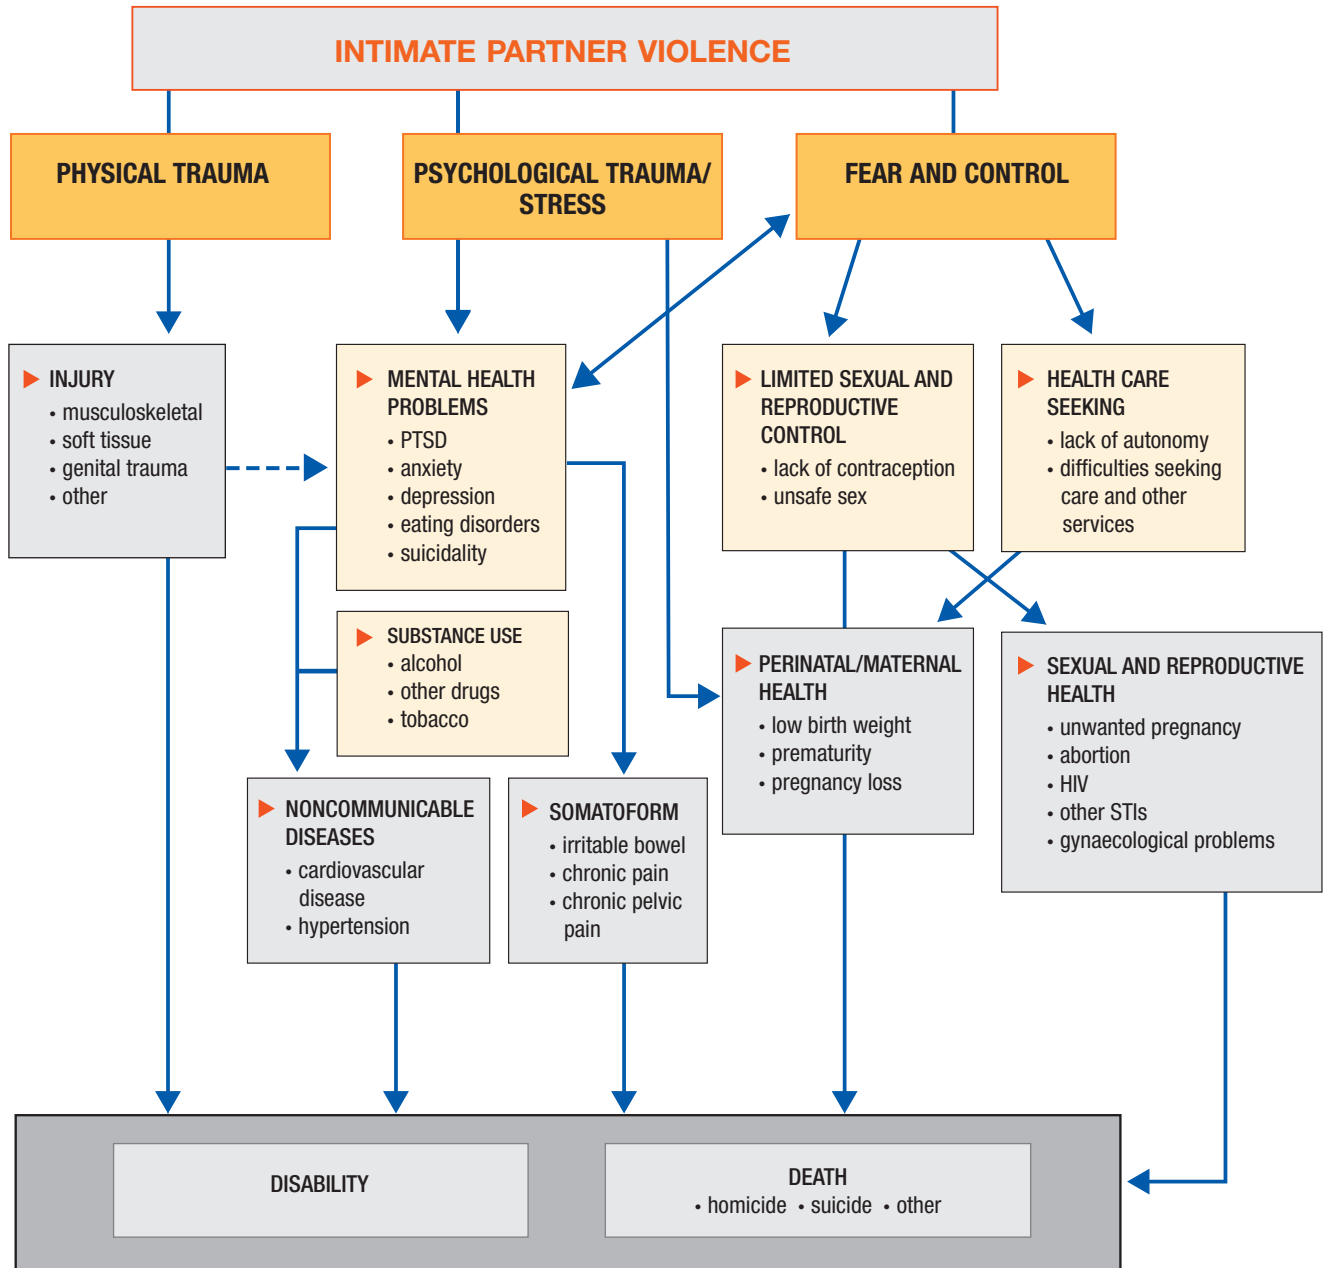 INTIMATE PARTNER VIOLENCE
PHYSICAL TRAUMA
PSYCHOLOGICAL TRAUMA/
STRESS
FEAR AND CONTROL
INJURY
• musculoskeletal
• soft tissue
• genital trauma
• other
MENTAL HEALTH
PROBLEMS
• PTSD
• anxiety
• depression
• eating disorders
• suicidality
LIMITED SEXUAL AND
REPRODUCTIVE
CONTROL
• lack of contraception
• unsafe sex
HEALTH CARE
SEEKING
• lack of autonomy
• difficulties seeking
care and other
services
SUBSTANCE USE
• alcohol
• other drugs
• tobacco
PERINATAL/MATERNAL
HEALTH
• low birth weight
• prematurity
• pregnancy loss
SEXUAL AND REPRODUCTIVE
HEALTH
• unwanted pregnancy
• abortion
• HIV
• other STIs
• gynaecological problems
NONCOMMUNICABLE
DISEASES
• cardiovascular
disease
• hypertension
SOMATOFORM
• irritable bowel
• chronic pain
• chronic pelvic
pain
DISABILITY
DEATH
• homicide • suicide • other